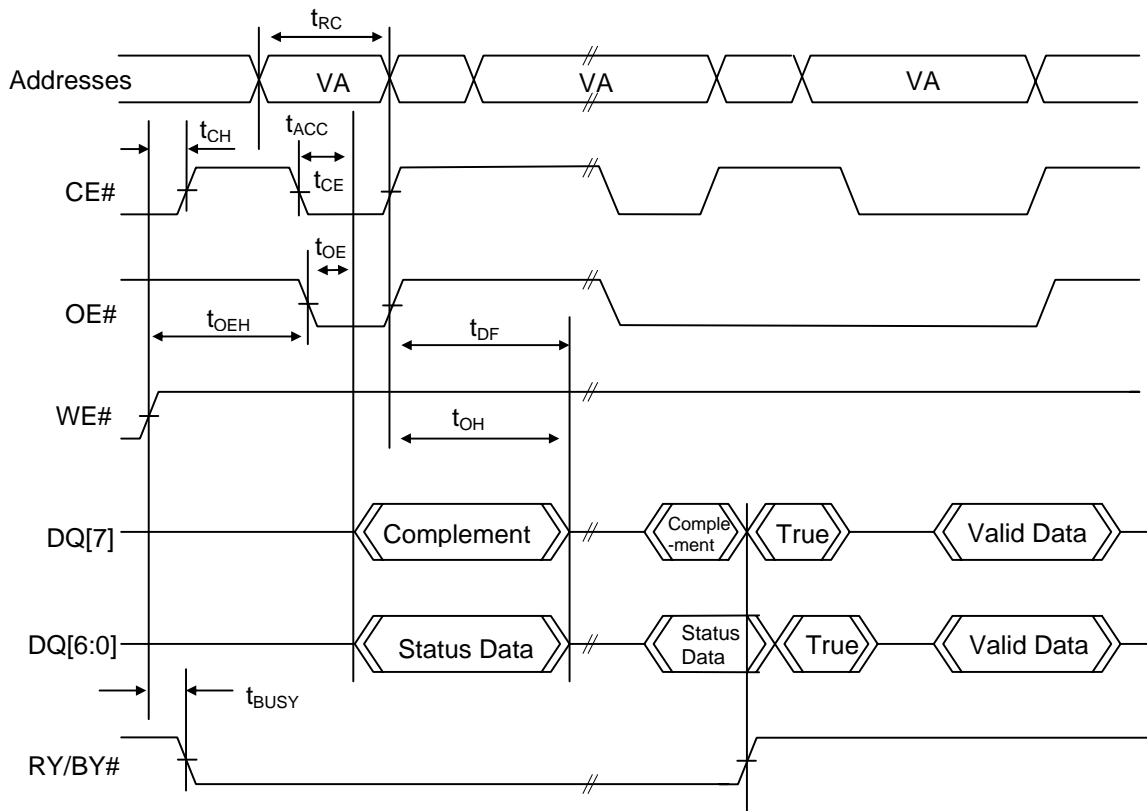 tRC
Addresses VA VA VA
tCH tACC
CE# tCE
tOE
OE#
tOEH tDF
WE#
tOH
DQ[7] Complement Comple
-ment True Valid Data
DQ[6:0] Status Data Status
Data True Valid Data
tBUSY
RY/BY#